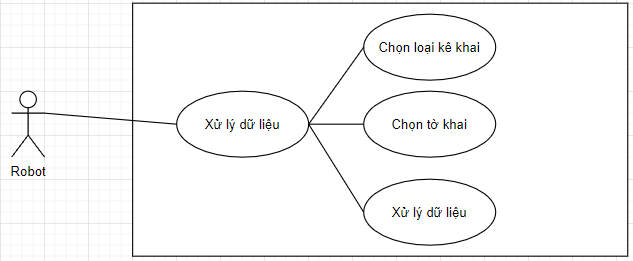 Chọn loại kê khai
Xử lý dữ liệu
Chọn tờ khai
Robot
Xử lý dữ liệu